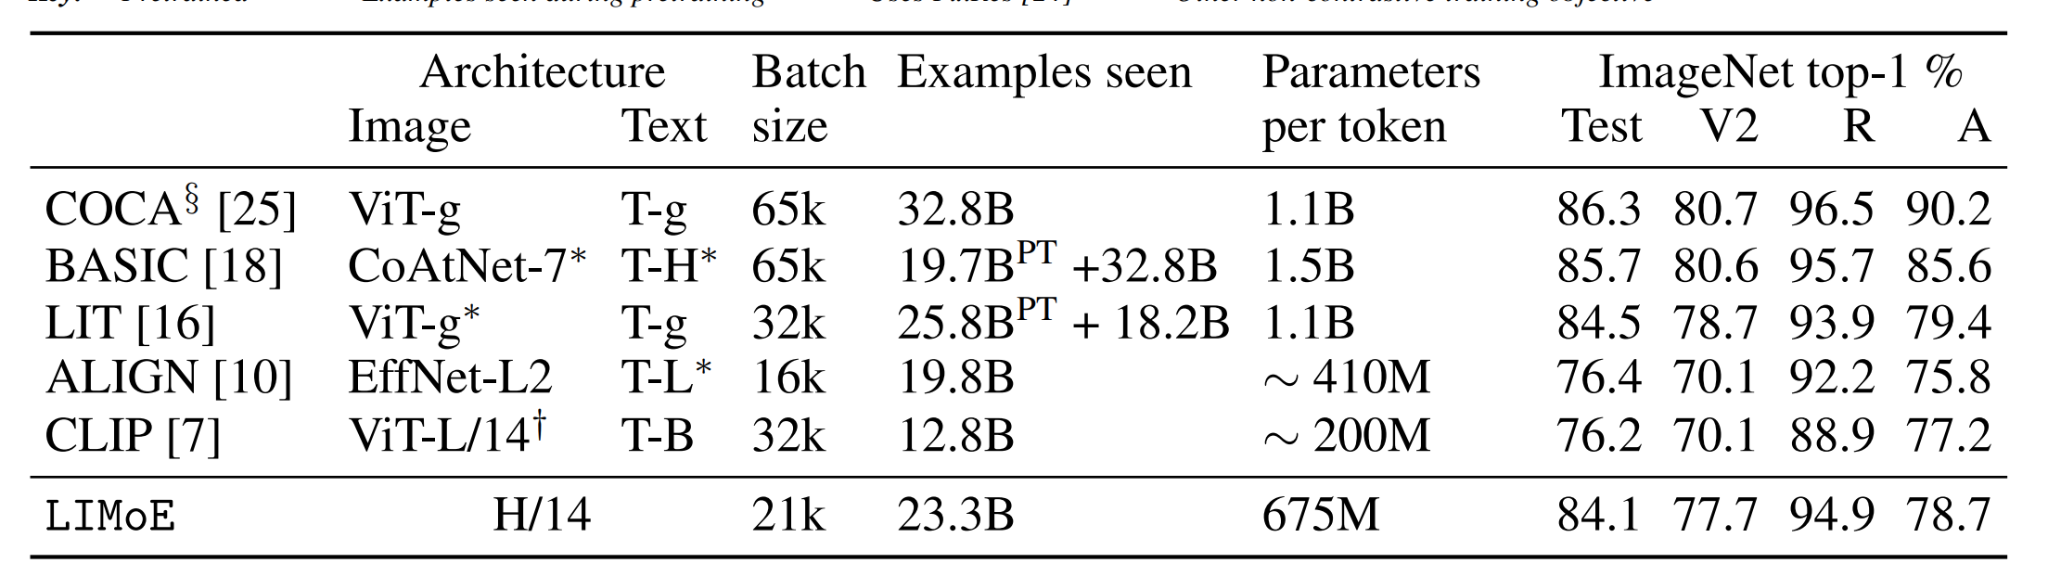 Architecture Batch Examples seen Parameters ImageNet top-1 %
Image Text size per token Test V2 R A
COCA§ [25] ViT-g T-g 65k 32.8B 1.1B 86.3 80.7 96.5 90.2
BASIC [18] CoAtNet-7* T-H* 65k 19.7B^PT +32.8B 1.5B 85.7 80.6 95.7 85.6
LIT [16] ViT-g* T-g 32k 25.8B^PT + 18.2B 1.1B 84.5 78.7 93.9 79.4
ALIGN [10] EffNet-L2 T-L* 16k 19.8B ~ 410M 76.4 70.1 92.2 75.8
CLIP [7] ViT-L/14† T-B 32k 12.8B ~ 200M 76.2 70.1 88.9 77.2
LIMoE H/14 21k 23.3B 675M 84.1 77.7 94.9 78.7